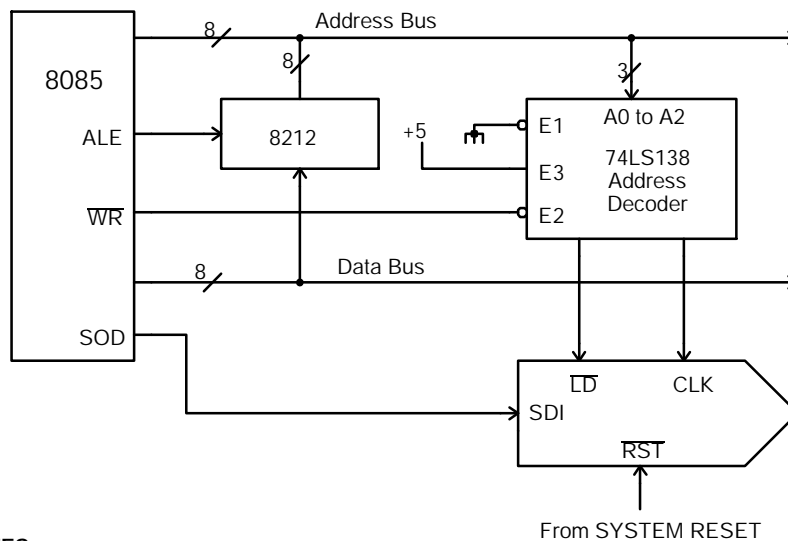 8
Address Bus
8
3
8085
ALE
8212
+5
E1
A0 to A2
E3
74LS138
Address
Decoder
WR
E2
8
Data Bus
SOD
LD
CLK
SDI
RST
From SYSTEM RESET